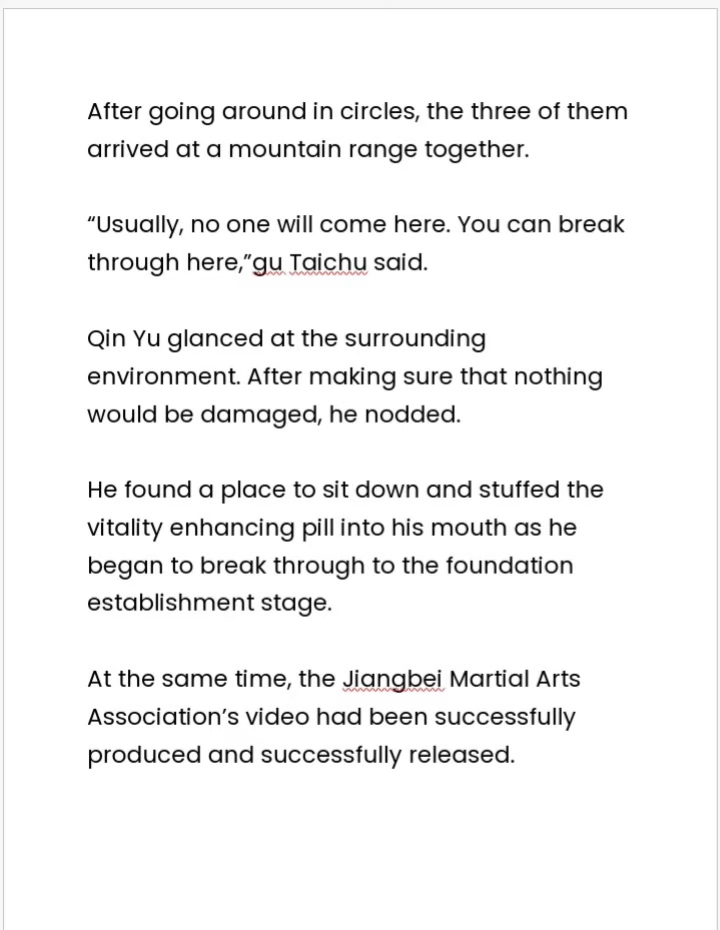 After going around in circles, the three of them
arrived at a mountain range together.
“Usually, no one will come here. You can break
through here,”gu Taichu said.
Qin Yu glanced at the surrounding
environment. After making sure that nothing
would be damaged, he nodded.
He found a place to sit down and stuffed the
vitality enhancing pill into his mouth as he
began to break through to the foundation
establishment stage.
At the same time, the Jiangbei Martial Arts
Association’s video had been successfully
produced and successfully released.